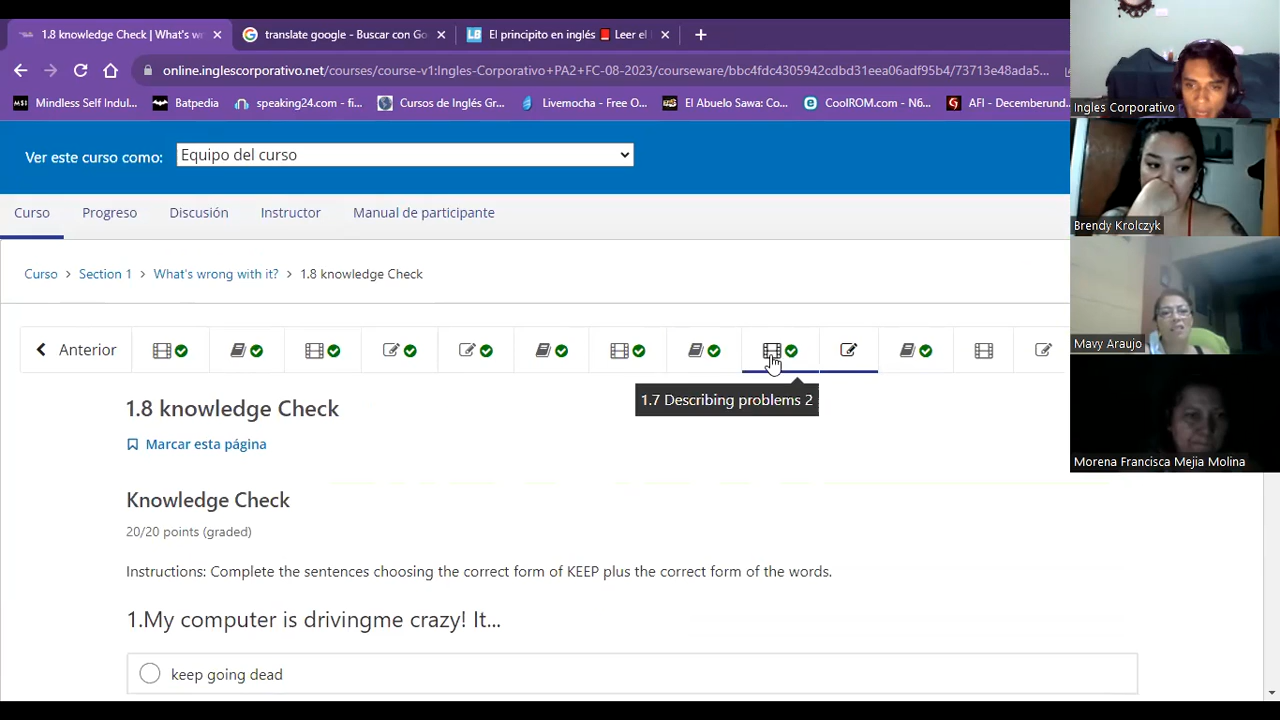 1.8 knowledge Check | What's wr
translate google - Buscar con Go
El principito en inglés 📕 Leer el
online.inglescorporativo.net/courses/course-v1:Ingles-Corporativo+PA2+FC-08-2023/courseware/bbc4fdc4305942cdbd31eea06adf95b4/73713e48ada5...
Mindless Self Indul...
Batpedia
speaking24.com - fi...
Cursos de Inglés Gr...
Livemocha - Free O...
El Abuelo Sawa: Co...
CoolROM.com - N6...
AFI - Decemberund...
Ingles Corporativo
Ver este curso como:
Equipo del curso
Curso
Progreso
Discusión
Instructor
Manual de participante
Brendy Krolczyk
Curso > Section 1 > What's wrong with it? > 1.8 knowledge Check
Anterior
Mavy Araujo
1.7 Describing problems 2
1.8 knowledge Check
Marcar esta página
Morena Francisca Mejia Molina
Knowledge Check
20/20 points (graded)
Instructions: Complete the sentences choosing the correct form of KEEP plus the correct form of the words.
1.My computer is drivingme crazy! It...
keep going dead